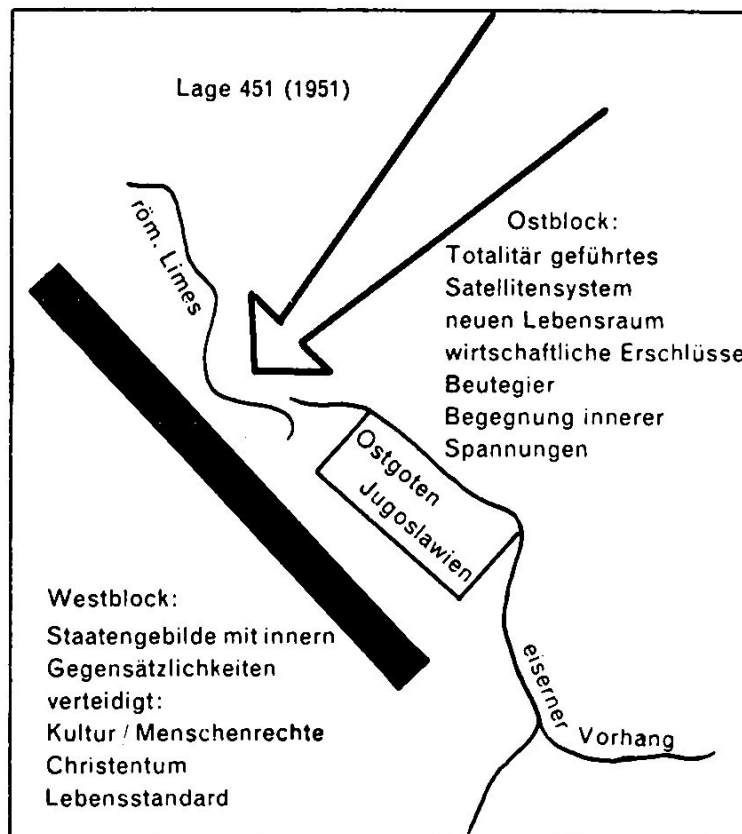 Lage 451 (1951)
röm. Limes
Ostblock:
Totalitär geführtes
Satellitensystem
neuen Lebensraum
wirtschaftliche Erschlüsse
Beutegier
Begegnung innerer
Spannungen
Ostgoten
Jugoslawien
Westblock:
Staatengebilde mit innern
Gegensätzlichkeiten
verteidigt:
Kultur / Menschenrechte
Christentum
Lebensstandard
eiserner
Vorhang